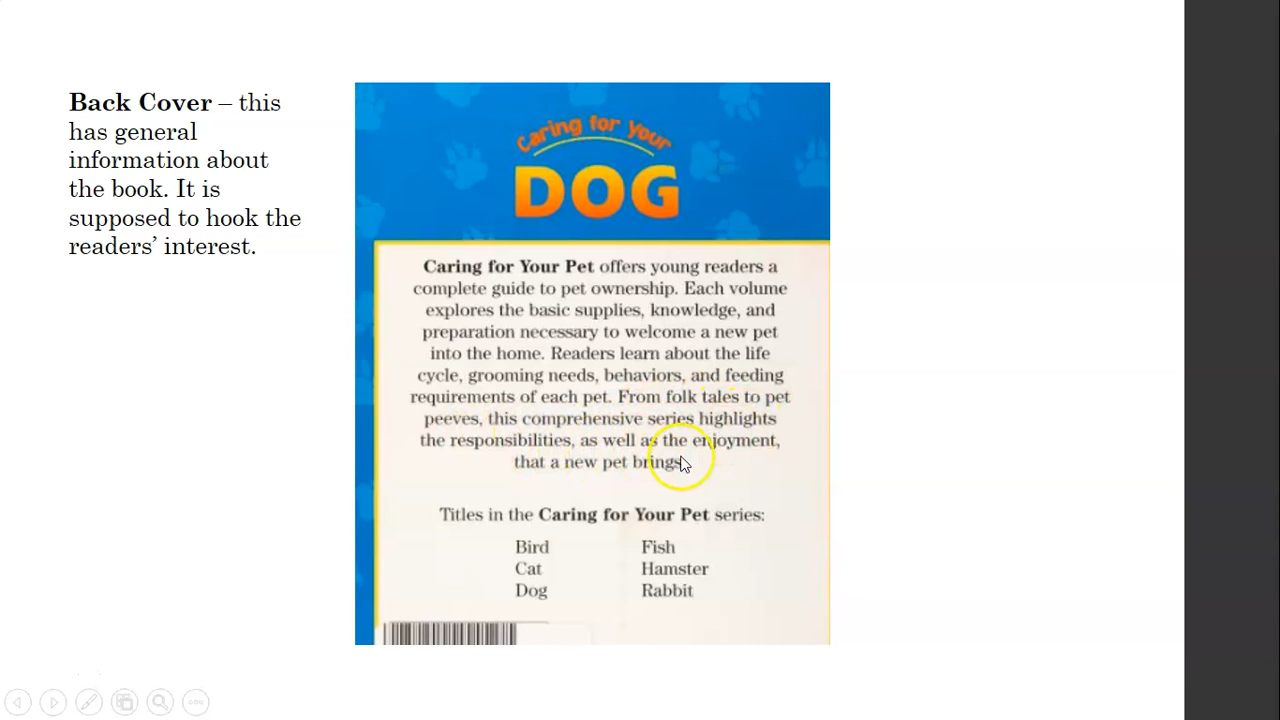 Back Cover – this
has general
information about
the book. It is
supposed to hook the
readers’ interest.
Caring for Your
DOG
Caring for Your Pet offers young readers a
complete guide to pet ownership. Each volume
explores the basic supplies, knowledge, and
preparation necessary to welcome a new pet
into the home. Readers learn about the life
cycle, grooming needs, behaviors, and feeding
requirements of each pet. From folk tales to pet
peeves, this comprehensive series highlights
the responsibilities, as well as the enjoyment,
that a new pet brings.
Titles in the Caring for Your Pet series:
Bird Fish
Cat Hamster
Dog Rabbit